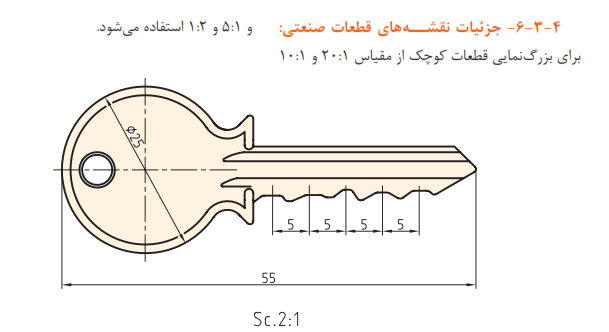 ۴-۳-۶- جزئیات نقشـــه‌های قطعات صنعتی:
برای بزرگ‌نمایی قطعات کوچک از مقیاس ۲۰:۱ و ۱۰:۱
و ۵:۱ و ۱:۲ استفاده می‌شود.
ø25
5 5 5 5
55
Sc.2:1